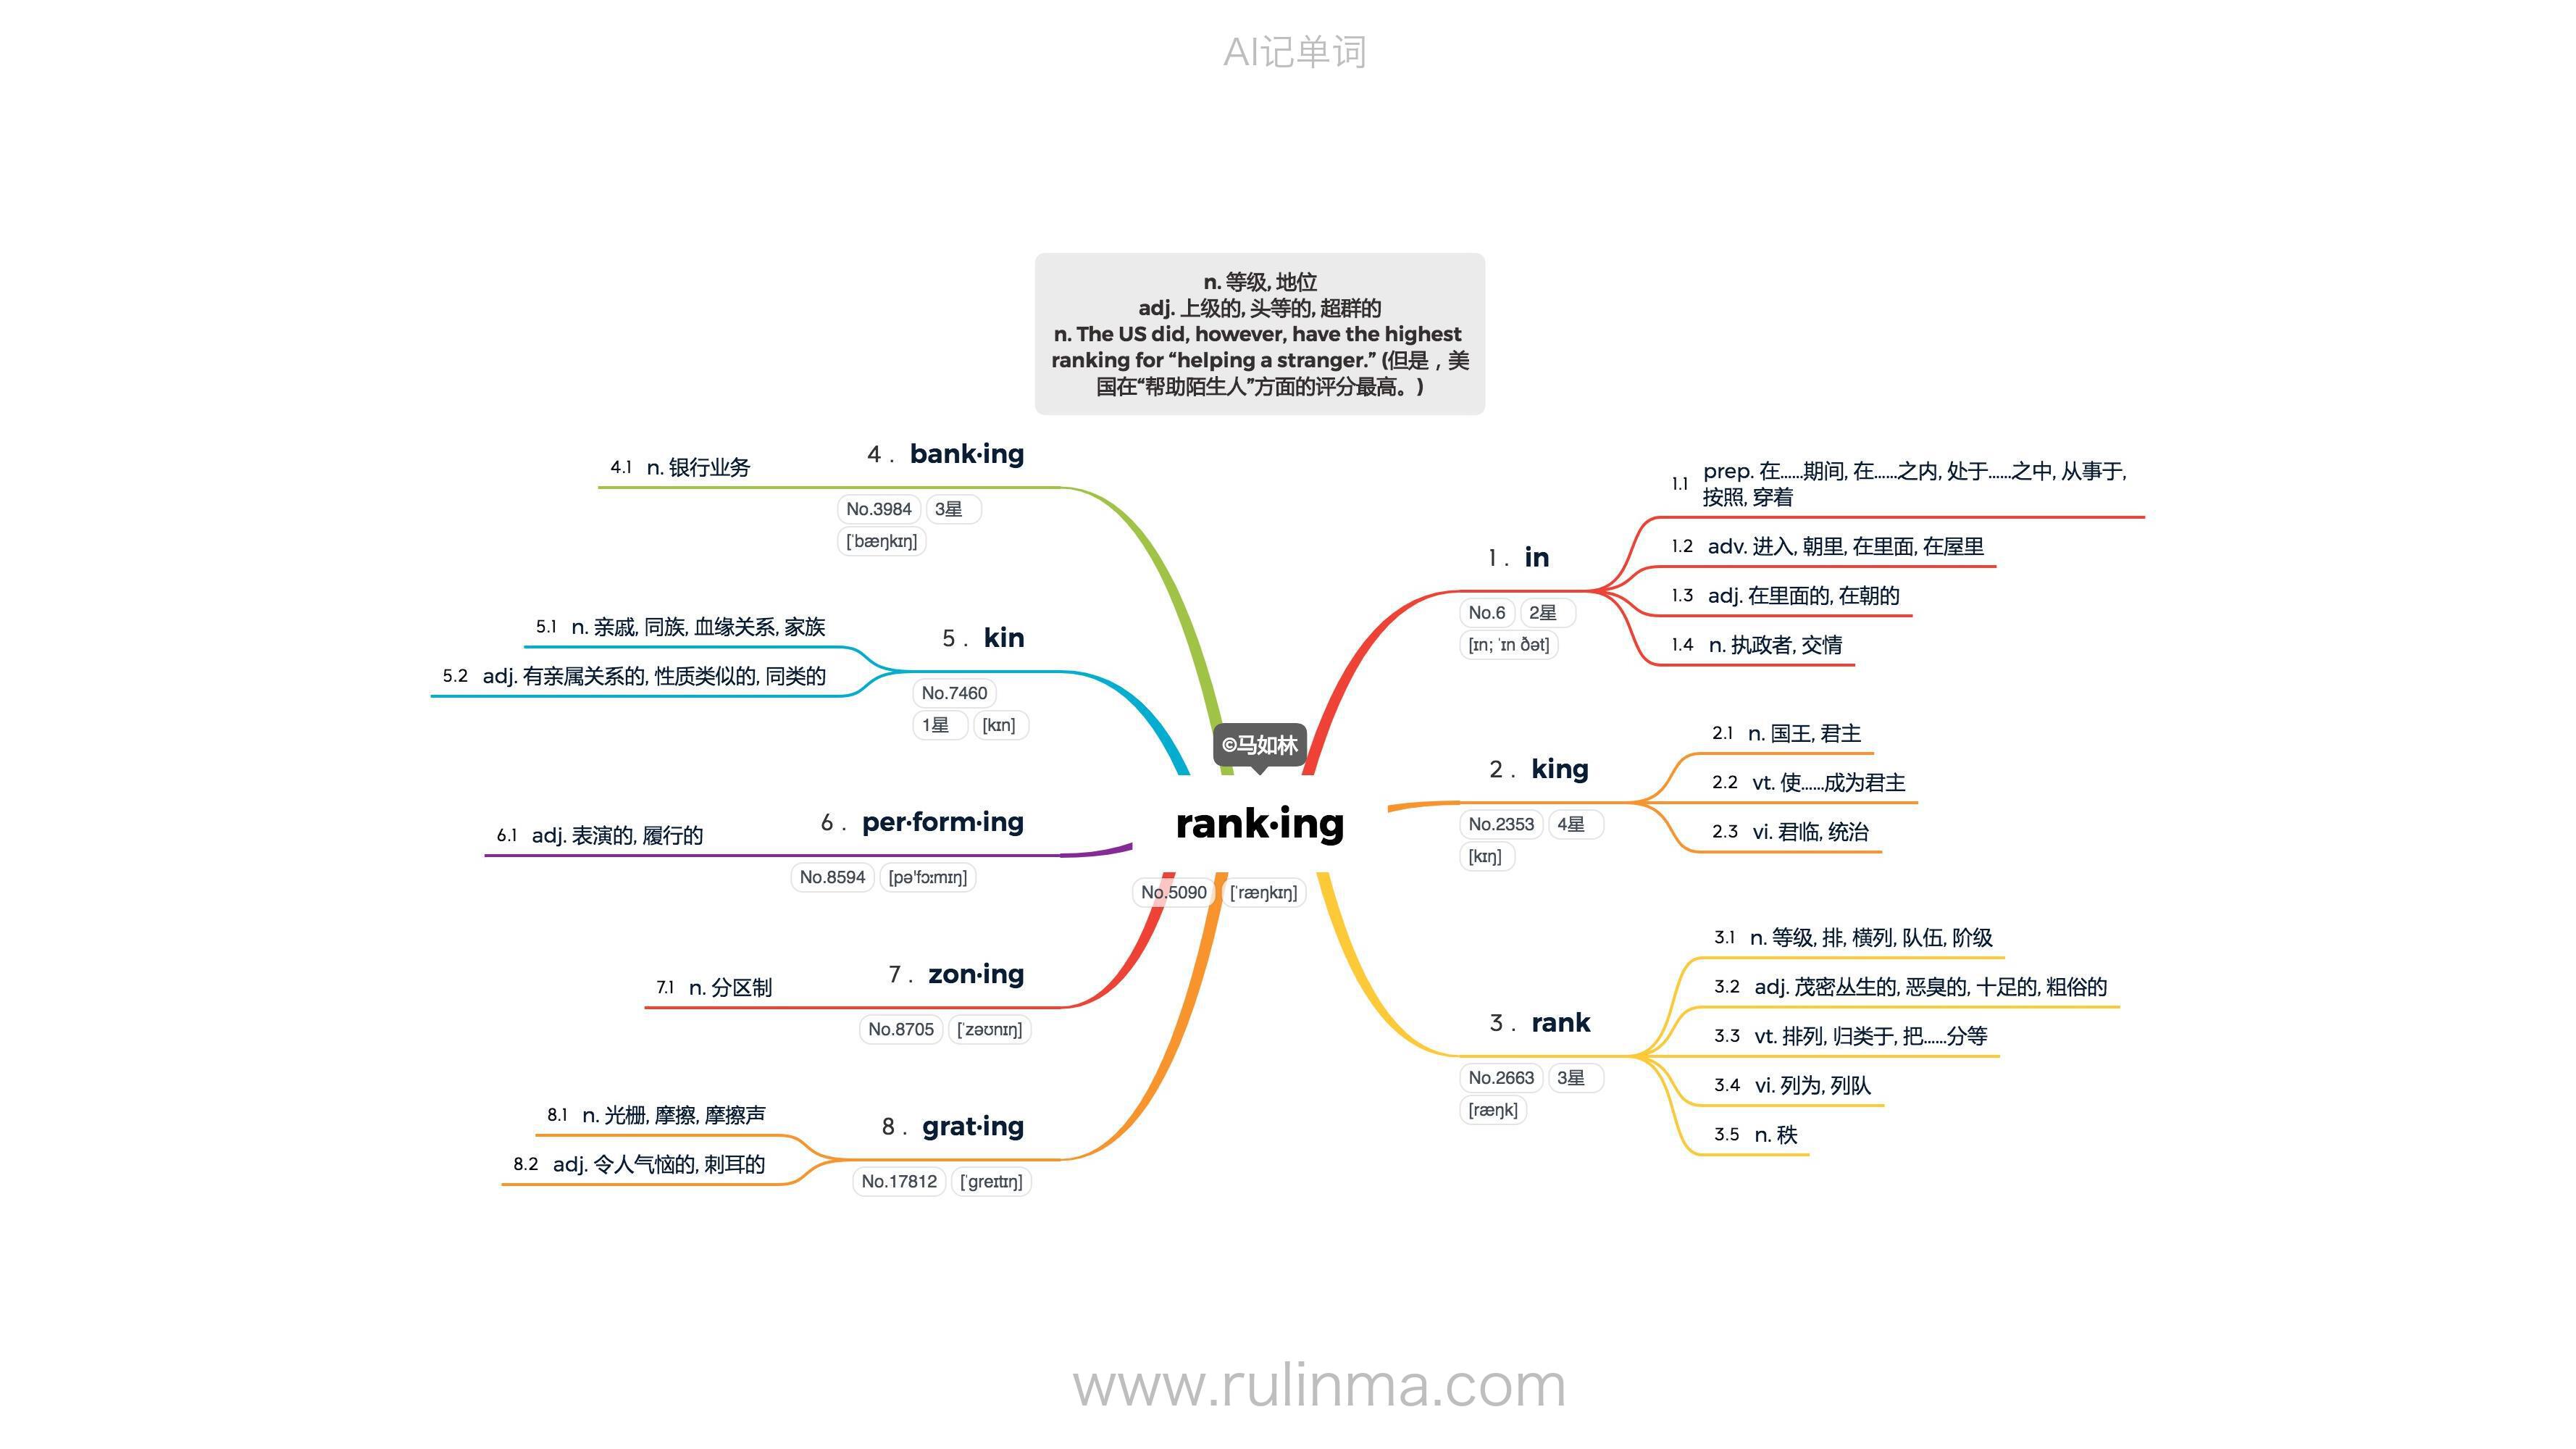 AI记单词
n. 等级, 地位
adj. 上级的, 头等的, 超群的
n. The US did, however, have the highest
ranking for “helping a stranger.” (但是，美
国在“帮助陌生人”方面的评分最高。)
©马如林
rank·ing
No.5090 [ˈræŋkɪŋ]
1 . in
No.6 2星
[ɪn; ˈɪn ðət]
1.1 prep. 在……期间, 在……之内, 处于……之中, 从事于,
按照, 穿着
1.2 adv. 进入, 朝里, 在里面, 在屋里
1.3 adj. 在里面的, 在朝的
1.4 n. 执政者, 交情
2 . king
No.2353 4星
[kɪŋ]
2.1 n. 国王, 君主
2.2 vt. 使……成为君主
2.3 vi. 君临, 统治
3 . rank
No.2663 3星
[ræŋk]
3.1 n. 等级, 排, 横列, 队伍, 阶级
3.2 adj. 茂密丛生的, 恶臭的, 十足的, 粗俗的
3.3 vt. 排列, 归类于, 把……分等
3.4 vi. 列为, 列队
3.5 n. 秩
4 . bank·ing
No.3984 3星
[ˈbæŋkɪŋ]
4.1 n. 银行业务
5 . kin
No.7460
1星 [kɪn]
5.1 n. 亲戚, 同族, 血缘关系, 家族
5.2 adj. 有亲属关系的, 性质类似的, 同类的
6 . per·form·ing
No.8594 [pə'fɔːmɪŋ]
6.1 adj. 表演的, 履行的
7 . zon·ing
No.8705 [ˈzəʊnɪŋ]
7.1 n. 分区制
8 . grat·ing
No.17812 [ˈɡreɪtɪŋ]
8.1 n. 光栅, 摩擦, 摩擦声
8.2 adj. 令人气恼的, 刺耳的
www.rulinma.com